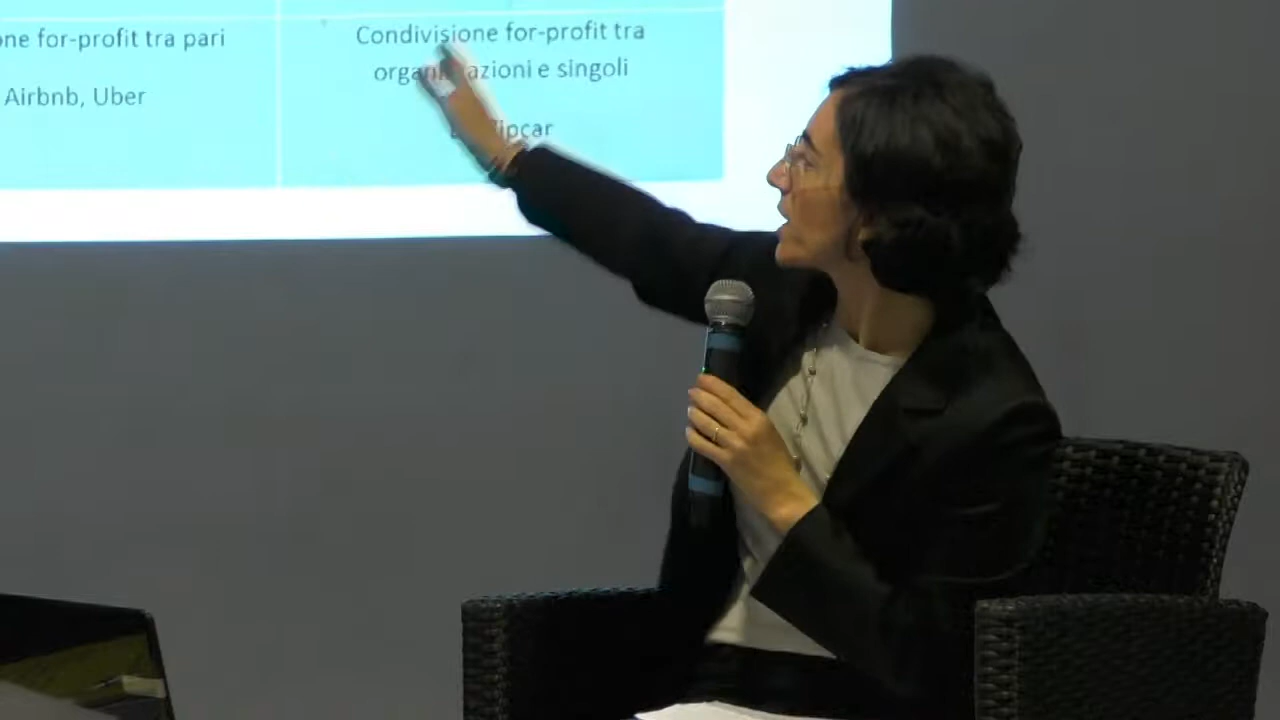 one for-profit tra pari
Airbnb, Uber
Condivisione for-profit tra
e singoli